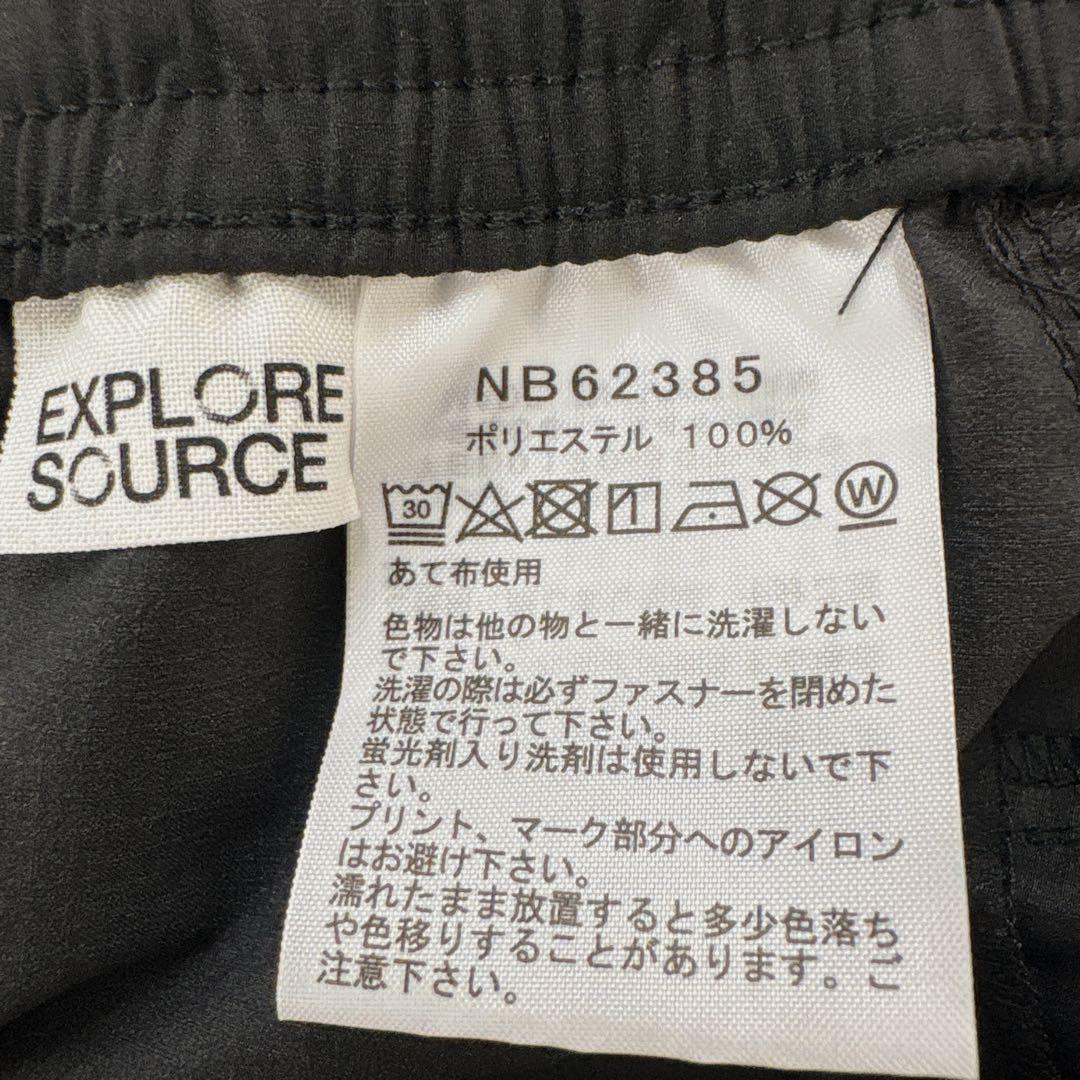 EXPLORE
SOURCE
NB62385
ポリエステル 100%
30
W
あて布使用
色物は他の物と一緒に洗濯しない
で下さい。
洗濯の際は必ずファスナーを閉めた
状態で行って下さい。
蛍光剤入り洗剤は使用しないで下
さい。
プリント、マーク部分へのアイロン
はお避け下さい。
濡れたまま放置すると多少色落ち
や色移りすることがあります。ご
注意下さい。